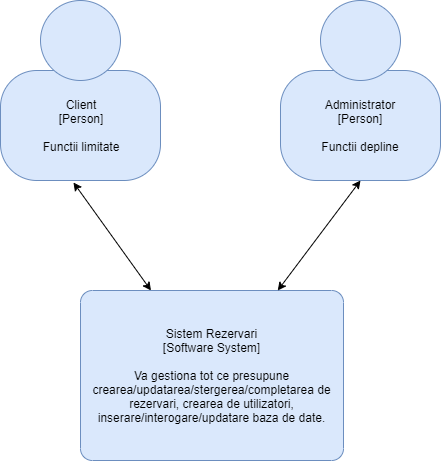 Client
[Person]
Functii limitate
Administrator
[Person]
Functii depline
Sistem Rezervari
[Software System]
Va gestiona tot ce presupune
crearea/updatarea/stergerea/completarea de
rezervari, crearea de utilizatori,
inserare/interogare/updatare baza de date.